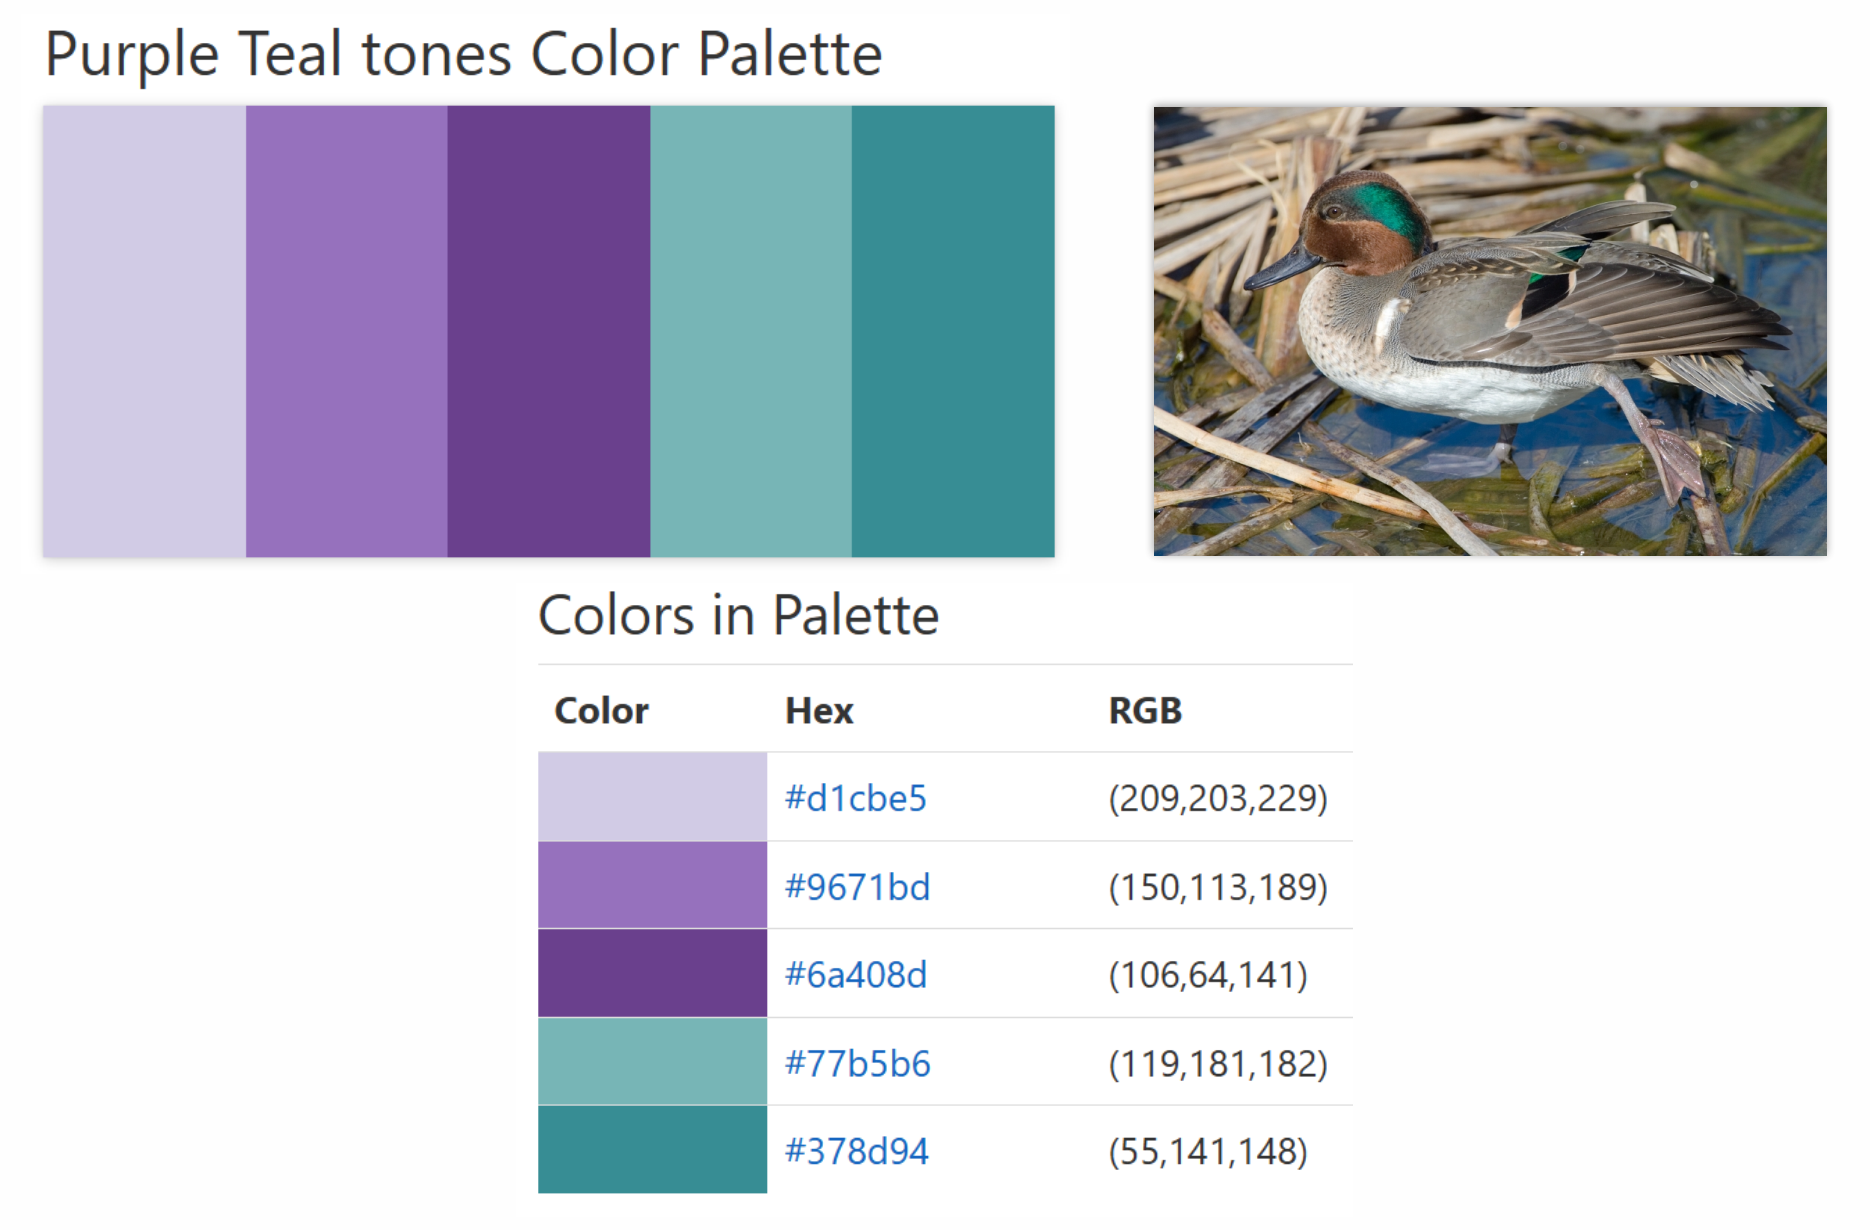 Purple Teal tones Color Palette
Colors in Palette
Color Hex RGB
#d1cbe5 (209,203,229)
#9671bd (150,113,189)
#6a408d (106,64,141)
#77b5b6 (119,181,182)
#378d94 (55,141,148)